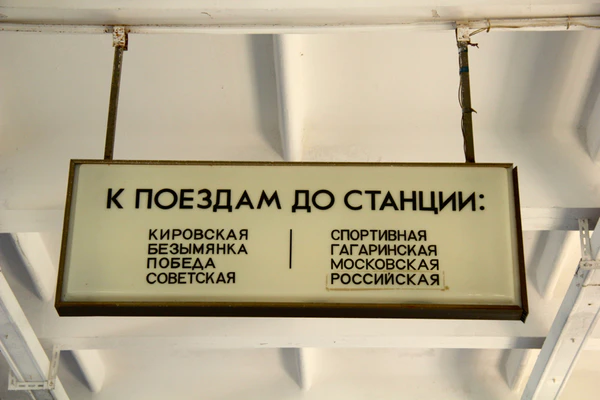 К ПОЕЗДАМ ДО СТАНЦИИ:
КИРОВСКАЯ
БЕЗЫМЯНКА
ПОБЕДА
СОВЕТСКАЯ
СПОРТИВНАЯ
ГАГАРИНСКАЯ
МОСКОВСКАЯ
РОССИЙСКАЯ